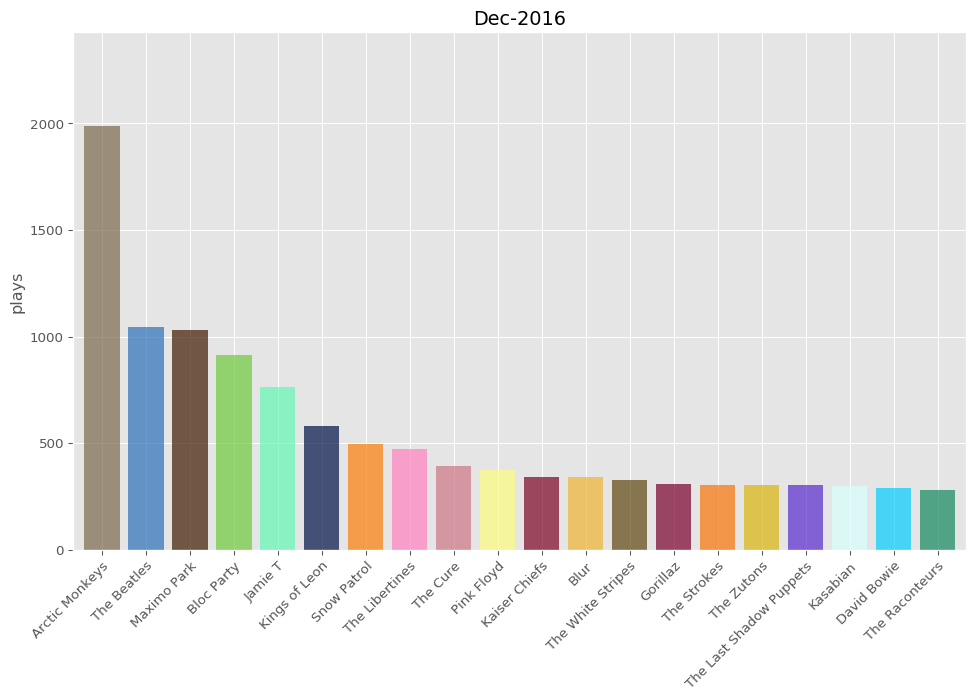 Dec-2016
plays
2000
1500
1000
500
0
Arctic Monkeys
The Beatles
Maximo Park
Bloc Party
Jamie T
Kings of Leon
Snow Patrol
The Libertines
The Cure
Pink Floyd
Kaiser Chiefs
Blur
The White Stripes
Gorillaz
The Strokes
The Zutons
The Last Shadow Puppets
Kasabian
David Bowie
The Raconteurs